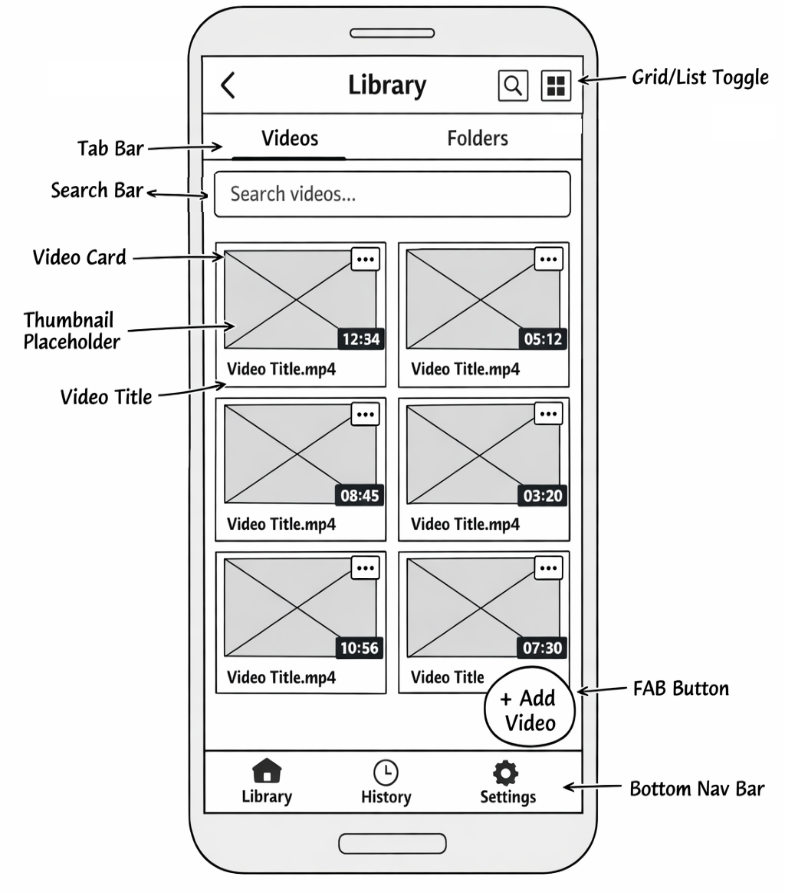 Library
Grid/List Toggle
Tab Bar
Videos
Folders
Search Bar
Search videos...
Video Card
Thumbnail
Placeholder
Video Title
12:34
05:12
Video Title.mp4
Video Title.mp4
08:45
03:20
Video Title.mp4
Video Title.mp4
10:56
07:30
Video Title.mp4
Video Title
+ Add
Video
FAB Button
Library
History
Settings
Bottom Nav Bar